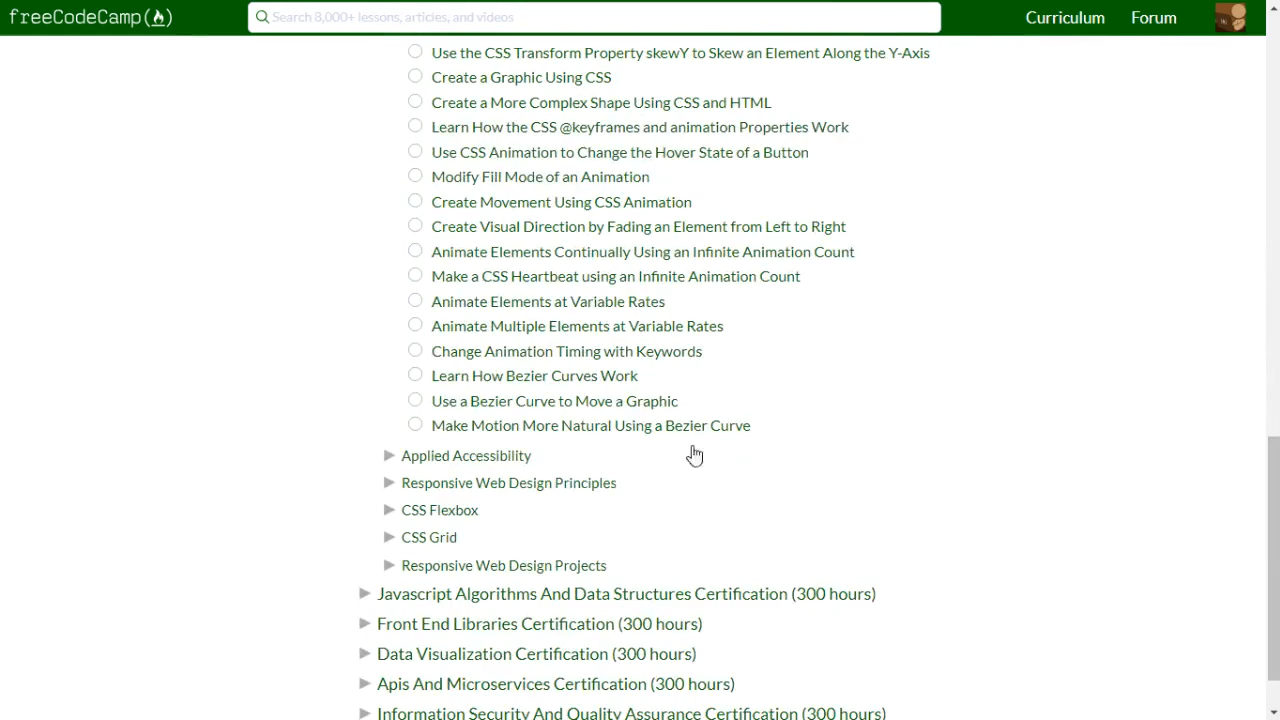 freeCodeCamp
Search 8,000+ lessons, articles, and videos
Curriculum
Forum
Use the CSS Transform Property skewY to Skew an Element Along the Y-Axis
Create a Graphic Using CSS
Create a More Complex Shape Using CSS and HTML
Learn How the CSS @keyframes and animation Properties Work
Use CSS Animation to Change the Hover State of a Button
Modify Fill Mode of an Animation
Create Movement Using CSS Animation
Create Visual Direction by Fading an Element from Left to Right
Animate Elements Continually Using an Infinite Animation Count
Make a CSS Heartbeat using an Infinite Animation Count
Animate Elements at Variable Rates
Animate Multiple Elements at Variable Rates
Change Animation Timing with Keywords
Learn How Bezier Curves Work
Use a Bezier Curve to Move a Graphic
Make Motion More Natural Using a Bezier Curve
Applied Accessibility
Responsive Web Design Principles
CSS Flexbox
CSS Grid
Responsive Web Design Projects
Javascript Algorithms And Data Structures Certification (300 hours)
Front End Libraries Certification (300 hours)
Data Visualization Certification (300 hours)
Apis And Microservices Certification (300 hours)
Information Security And Quality Assurance Certification (300 hours)